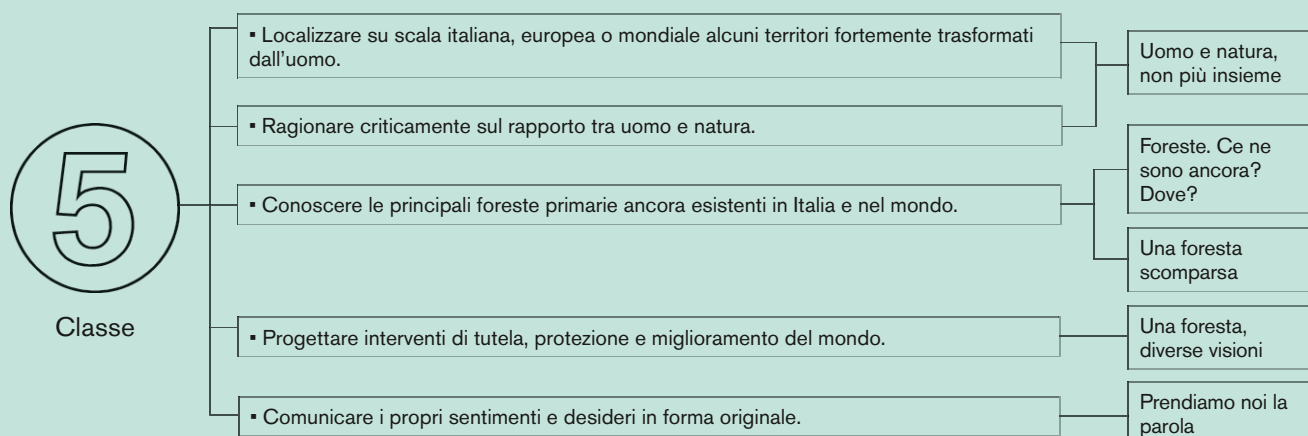 ▪ Localizzare su scala italiana, europea o mondiale alcuni territori fortemente trasformati
dall'uomo.
Uomo e natura,
non più insieme
▪ Ragionare criticamente sul rapporto tra uomo e natura.
5
Classe
▪ Conoscere le principali foreste primarie ancora esistenti in Italia e nel mondo.
Foreste. Ce ne
sono ancora?
Dove?
Una foresta
scomparsa
▪ Progettare interventi di tutela, protezione e miglioramento del mondo.
Una foresta,
diverse visioni
▪ Comunicare i propri sentimenti e desideri in forma originale.
Prendiamo noi la
parola